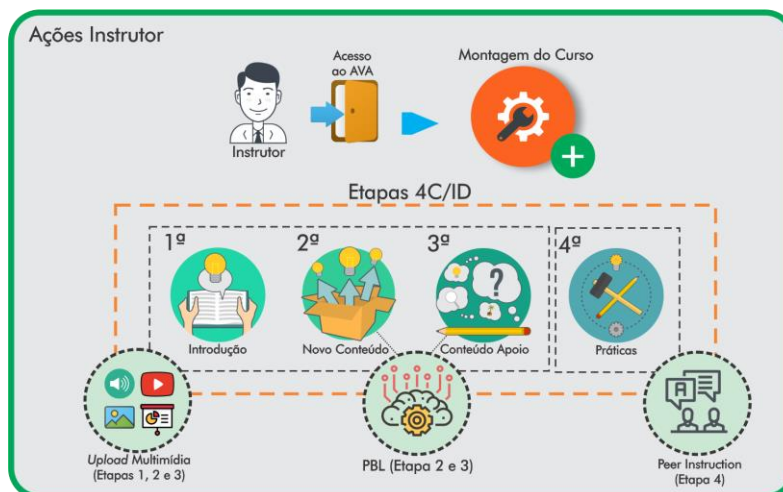 Ações Instrutor
Acesso
ao AVA
Montagem do Curso
Instrutor
Etapas 4C/ID
1ª
2ª
3ª
4ª
Introdução
Novo Conteúdo
Conteúdo Apoio
Práticas
Upload Multimídia
(Etapas 1, 2 e 3)
PBL (Etapa 2 e 3)
Peer Instruction
(Etapa 4)
A
?